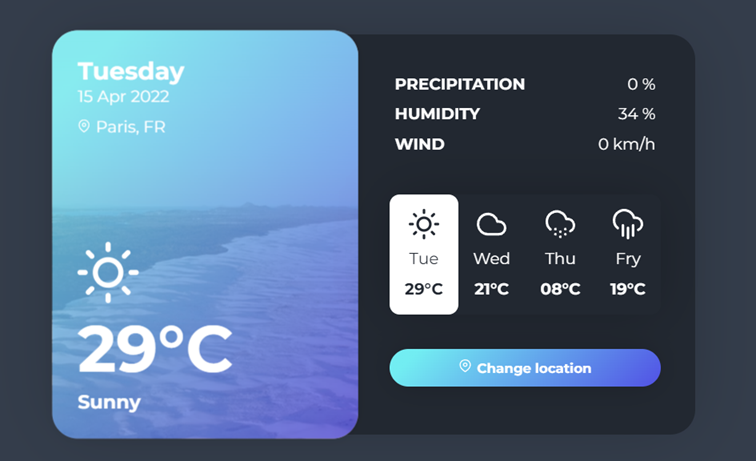 Tuesday
15 Apr 2022
Paris, FR
29°C
Sunny
PRECIPITATION 0 %
HUMIDITY 34 %
WIND 0 km/h
Tue Wed Thu Fry
29°C 21°C 08°C 19°C
Change location